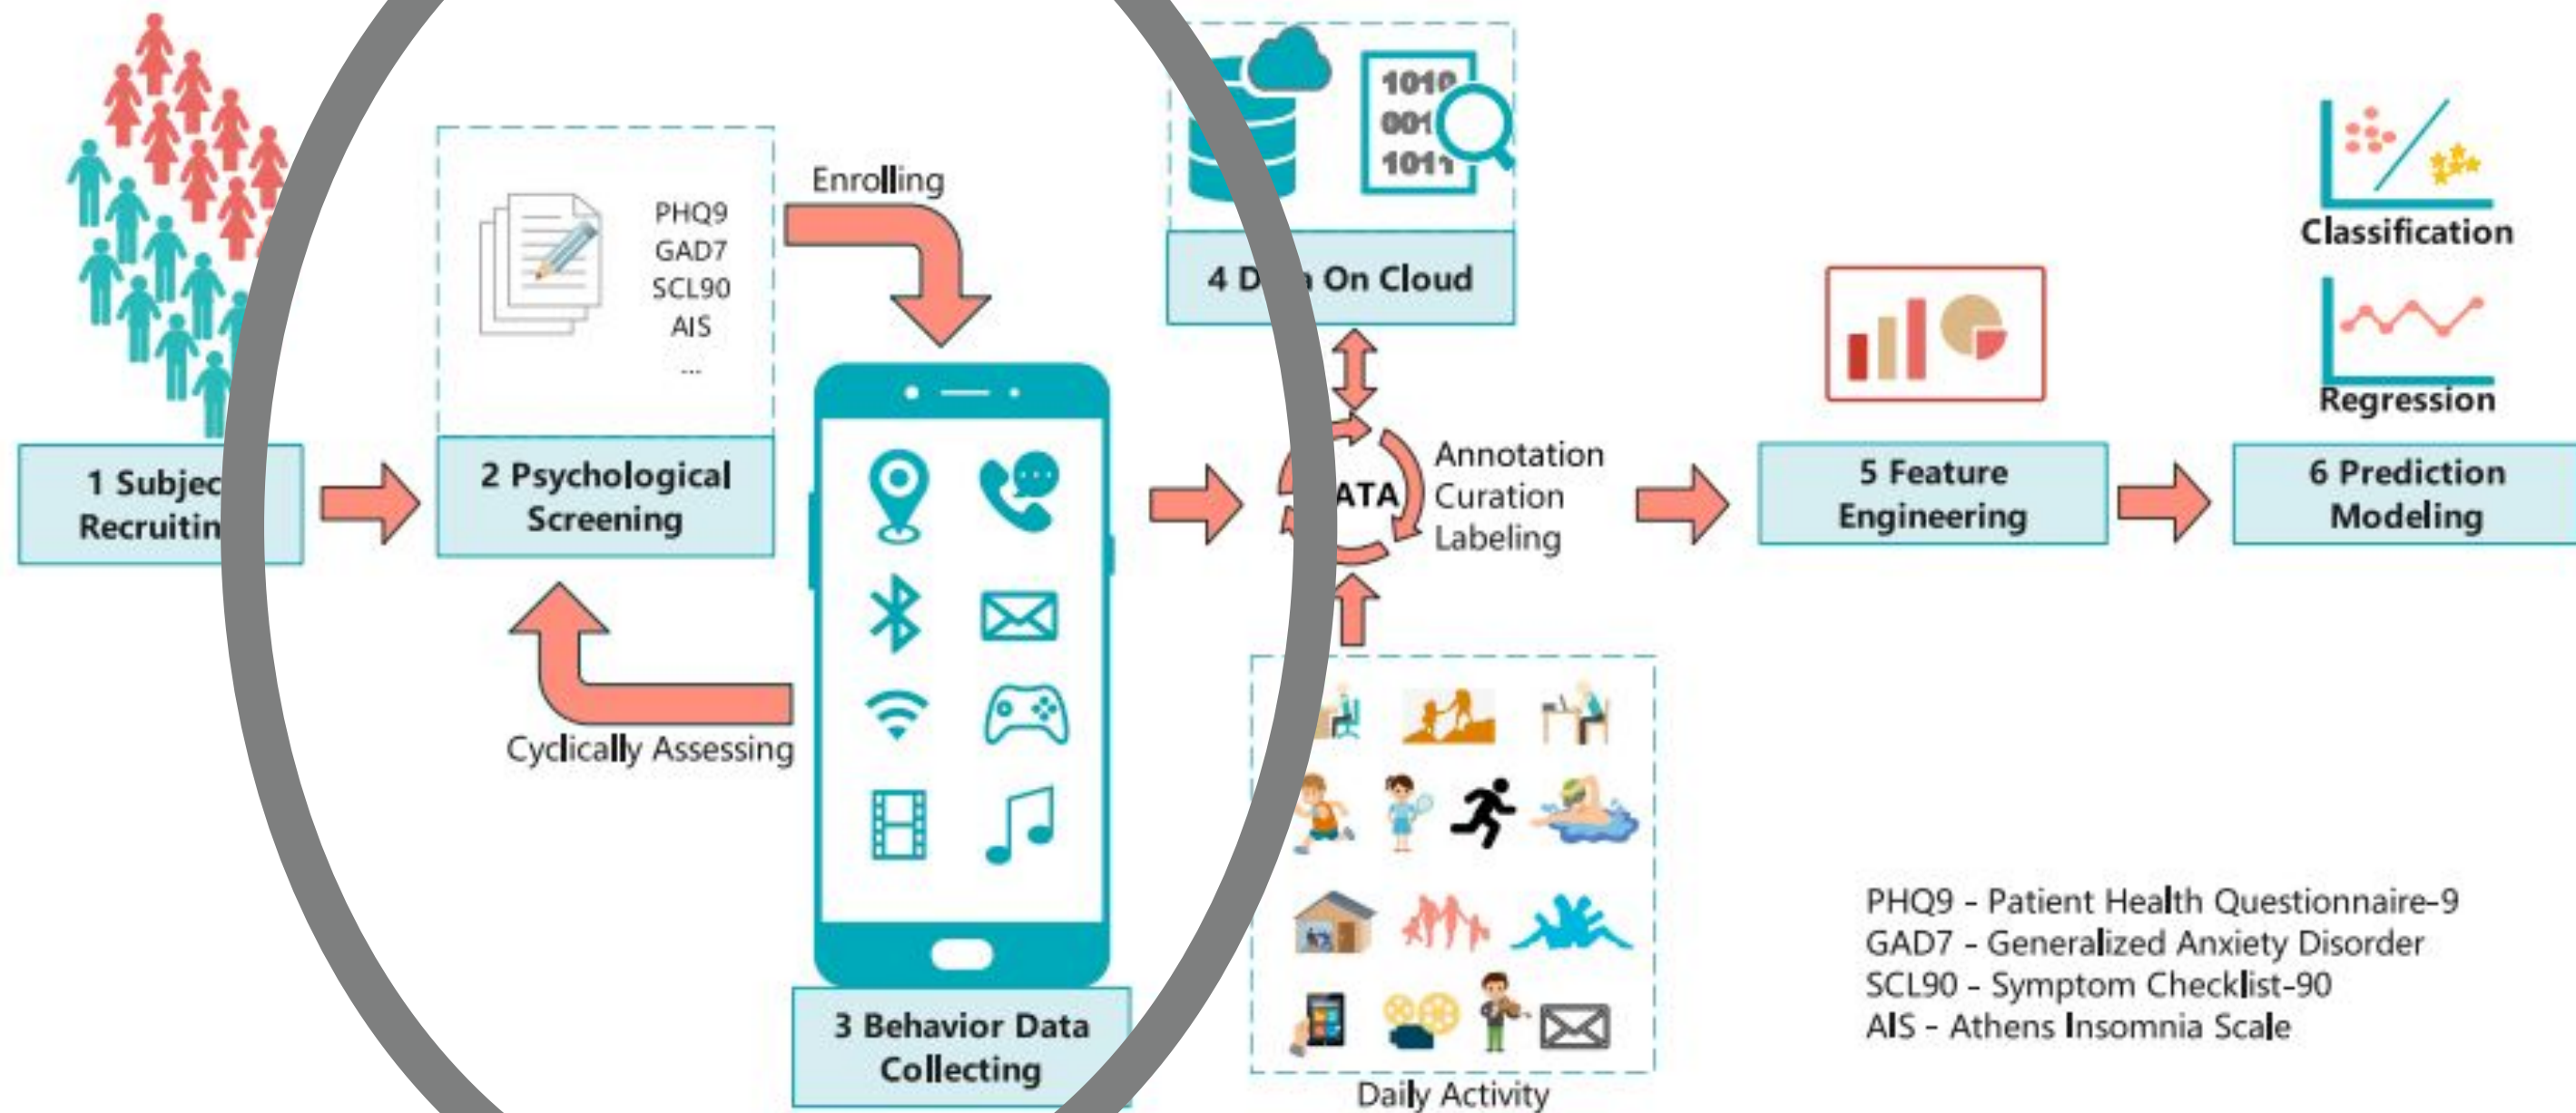 1 Subjec
Recruitin
2 Psychological
Screening
PHQ9
GAD7
SCL90
AIS
...
Enrolling
Cyclically Assessing
3 Behavior Data
Collecting
1010
001
1011
4 D On Cloud
ATA
Annotation
Curation
Labeling
Daily Activity
5 Feature
Engineering
Classification
Regression
6 Prediction
Modeling
PHQ9 - Patient Health Questionnaire-9
GAD7 - Generalized Anxiety Disorder
SCL90 - Symptom Checklist-90
AIS - Athens Insomnia Scale